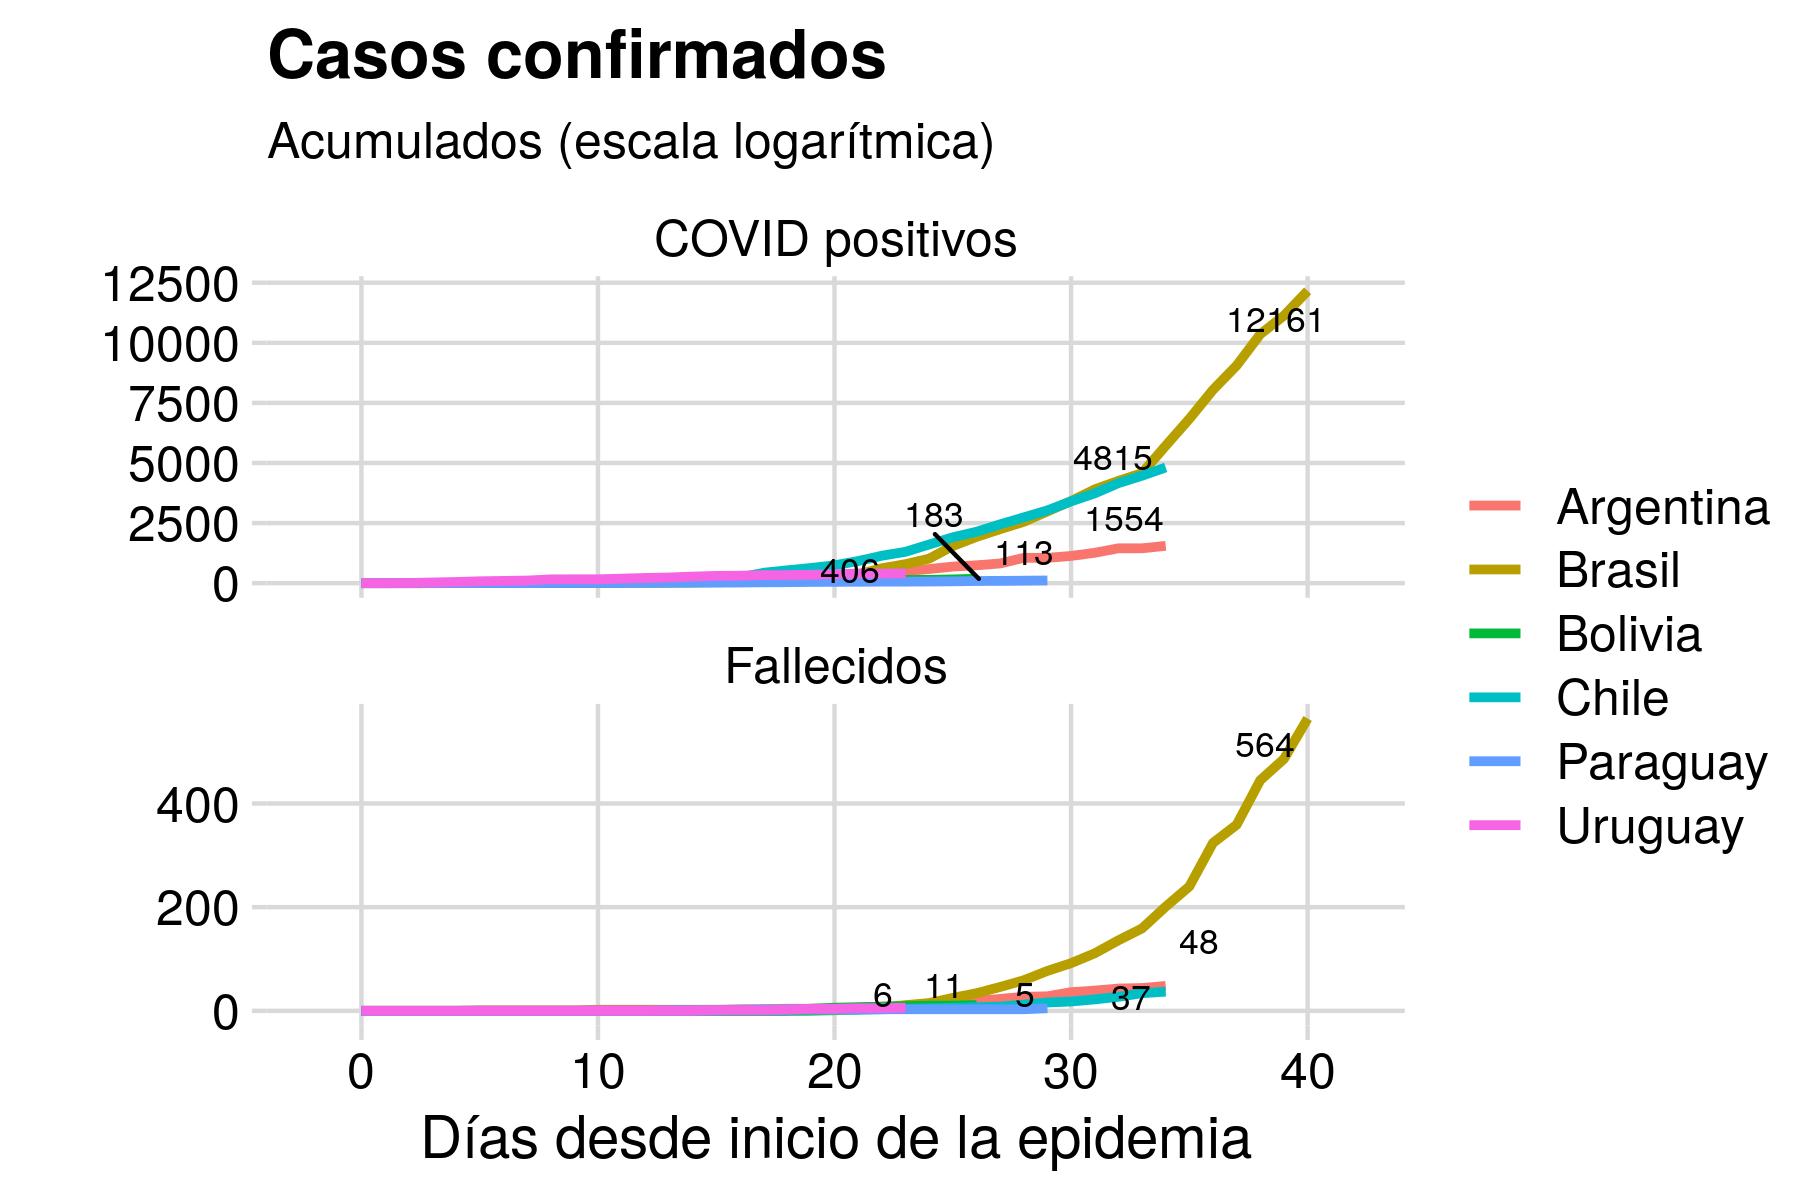 Casos confirmados
Acumulados (escala logarítmica)
COVID positivos
12500
10000
7500
5000
2500
0
12161
4815
183
1554
113
406
Fallecidos
400
200
0
564
48
11
6
5
37
0 10 20 30 40
Días desde inicio de la epidemia
Argentina
Brasil
Bolivia
Chile
Paraguay
Uruguay